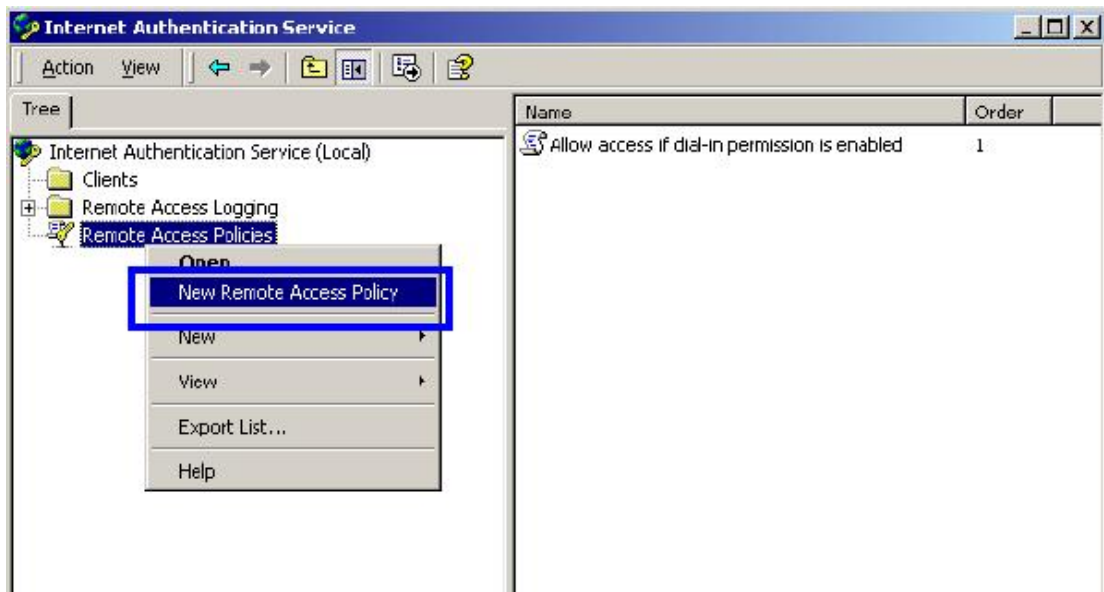 Internet Authentication Service
Action View
Tree
Name Order
Internet Authentication Service (Local)
Allow access if dial-in permission is enabled 1
Clients
Remote Access Logging
Remote Access Policies
Open
New Remote Access Policy
New
View
Export List...
Help